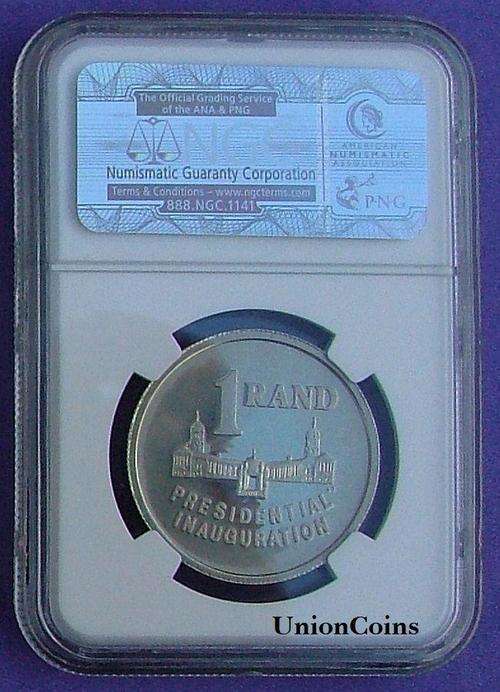 The Official Grading Service
of the ANA & PNG
Numismatic Guaranty Corporation
Terms & Conditions – www.ngcterms.com
888.NGC.1141
AMERICAN
NUMISMATIC
ASSOCIATION
PNG
1 RAND
PRESIDENTIAL
INAUGURATION
UnionCoins